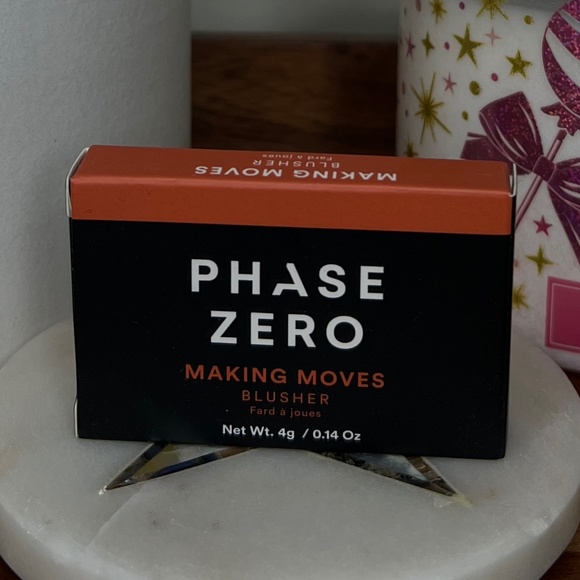 MAKING MOVES
BLUSHER
Fard à joues
PHASE
ZERO
MAKING MOVES
BLUSHER
Fard à joues
Net Wt. 4g / 0.14 Oz